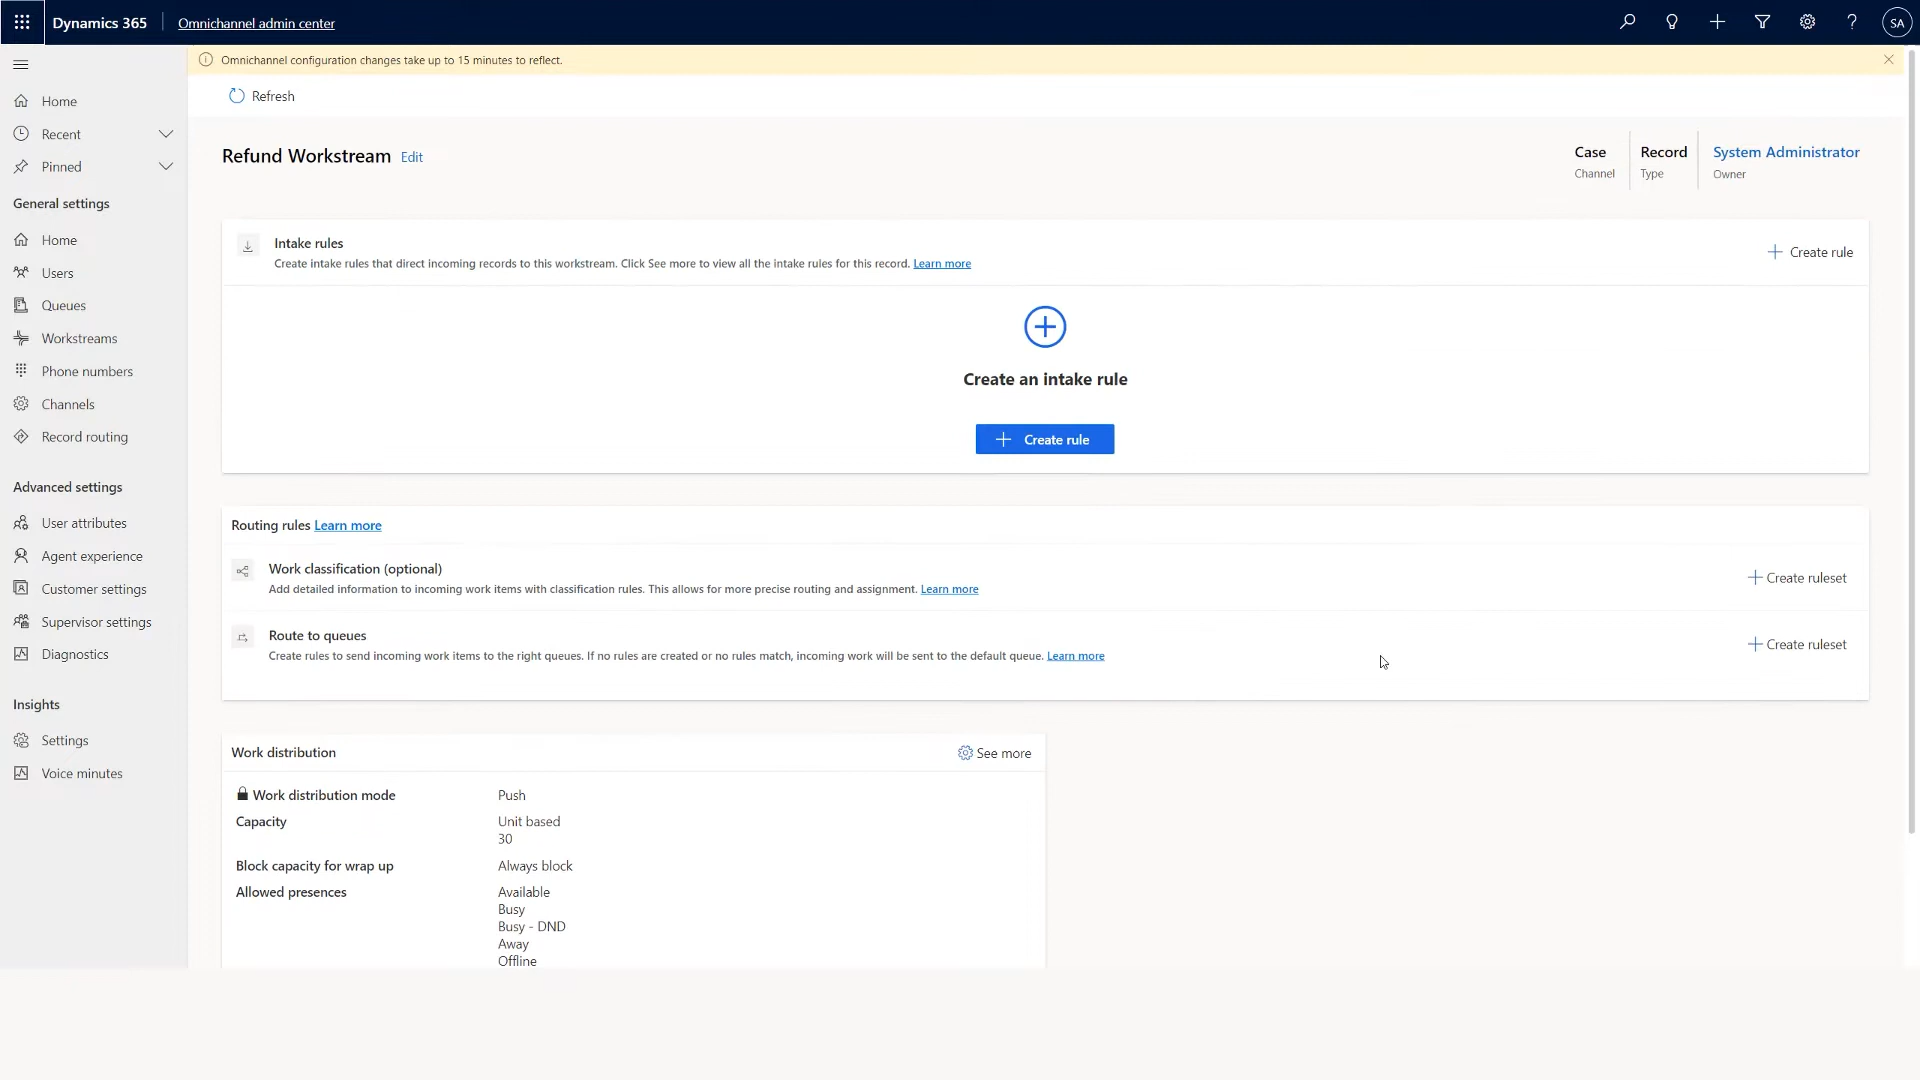 Dynamics 365
Omnichannel admin center
SA
Omnichannel configuration changes take up to 15 minutes to reflect.
Refresh
Home
Recent
Pinned
General settings
Home
Users
Queues
Workstreams
Phone numbers
Channels
Record routing
Advanced settings
User attributes
Agent experience
Customer settings
Supervisor settings
Diagnostics
Insights
Settings
Voice minutes
Refund Workstream Edit
Case
Channel
Record
Type
System Administrator
Owner
Intake rules
Create intake rules that direct incoming records to this workstream. Click See more to view all the intake rules for this record. Learn more
Create rule
Create an intake rule
Create rule
Routing rules Learn more
Work classification (optional)
Add detailed information to incoming work items with classification rules. This allows for more precise routing and assignment. Learn more
Create ruleset
Route to queues
Create rules to send incoming work items to the right queues. If no rules are created or no rules match, incoming work will be sent to the default queue. Learn more
Create ruleset
Work distribution
See more
Work distribution mode Push
Capacity Unit based
30
Block capacity for wrap up Always block
Allowed presences Available
Busy
Busy - DND
Away
Offline